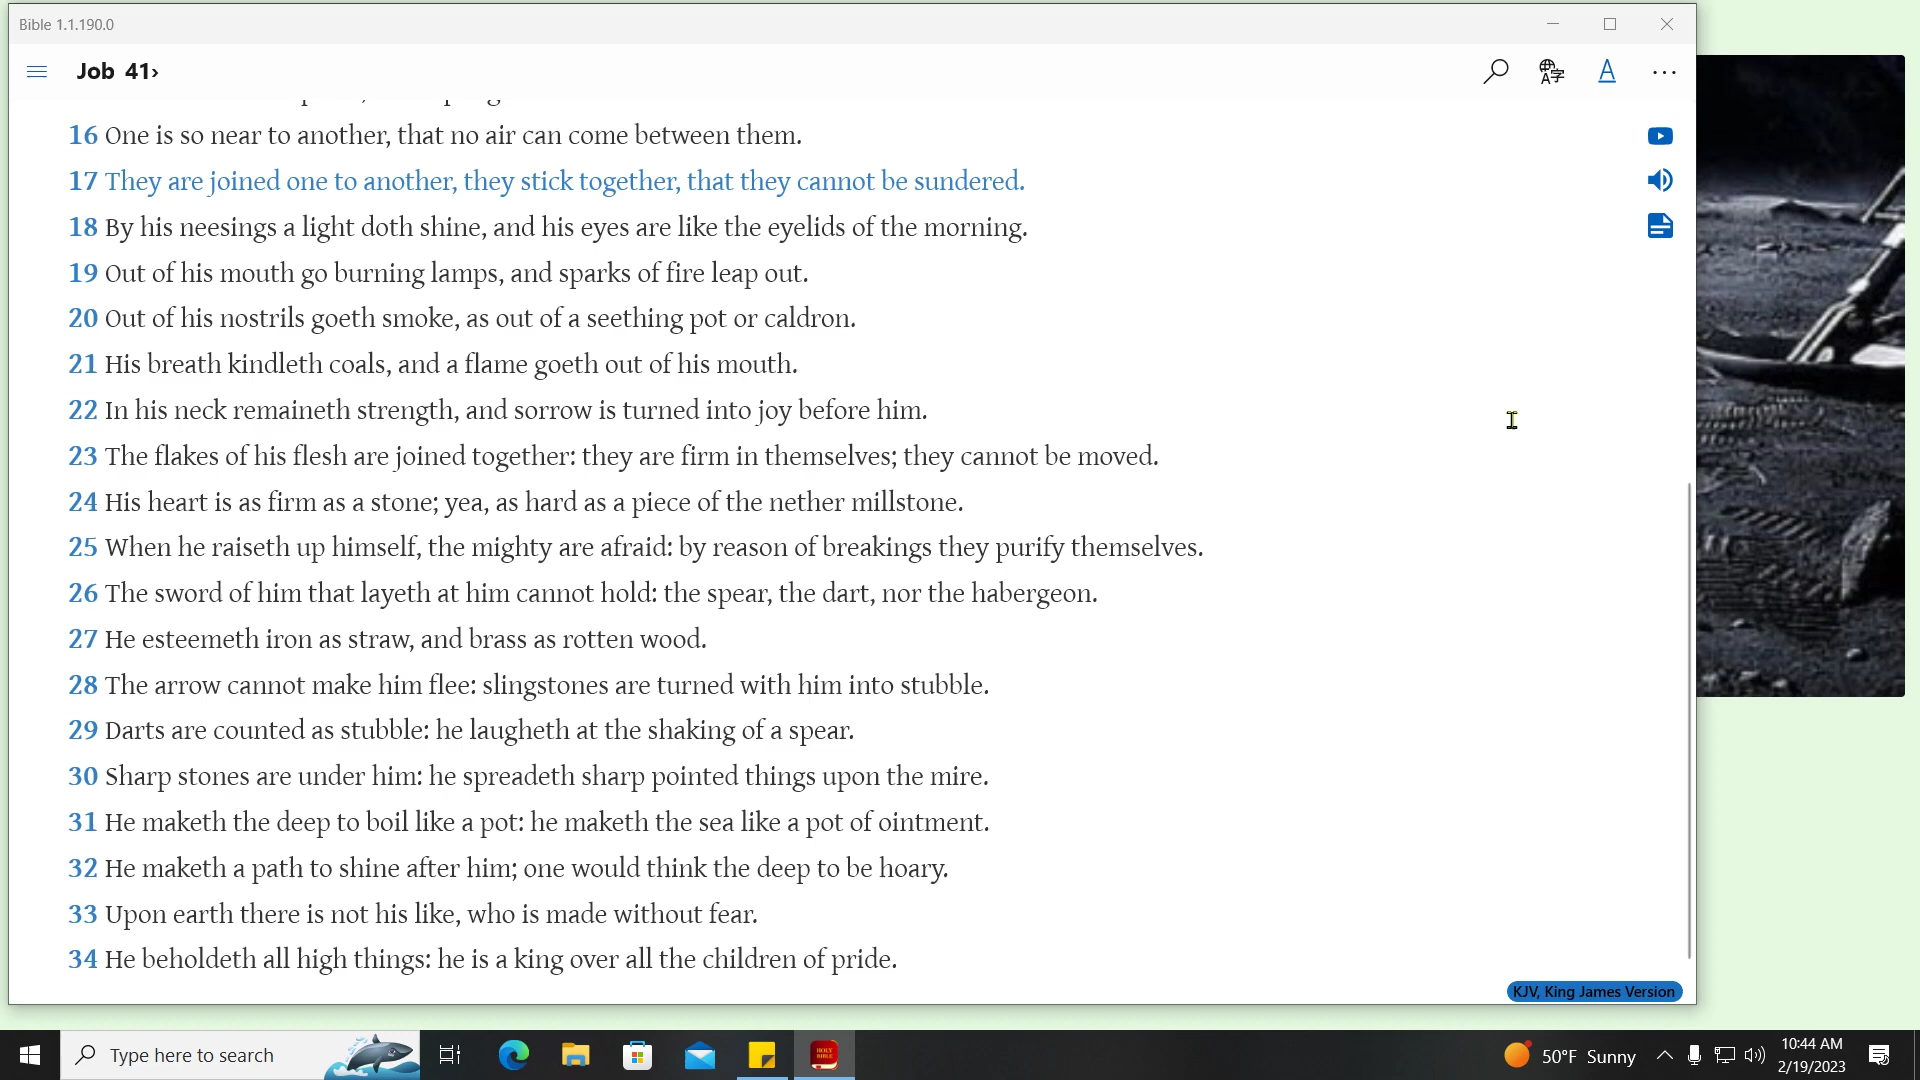 Bible 1.1.190.0
Job 41›
16 One is so near to another, that no air can come between them.
17 They are joined one to another, they stick together, that they cannot be sundered.
18 By his neesings a light doth shine, and his eyes are like the eyelids of the morning.
19 Out of his mouth go burning lamps, and sparks of fire leap out.
20 Out of his nostrils goeth smoke, as out of a seething pot or caldron.
21 His breath kindleth coals, and a flame goeth out of his mouth.
22 In his neck remaineth strength, and sorrow is turned into joy before him.
23 The flakes of his flesh are joined together: they are firm in themselves; they cannot be moved.
24 His heart is as firm as a stone; yea, as hard as a piece of the nether millstone.
25 When he raiseth up himself, the mighty are afraid: by reason of breakings they purify themselves.
26 The sword of him that layeth at him cannot hold: the spear, the dart, nor the habergeon.
27 He esteemeth iron as straw, and brass as rotten wood.
28 The arrow cannot make him flee: slingstones are turned with him into stubble.
29 Darts are counted as stubble: he laugheth at the shaking of a spear.
30 Sharp stones are under him: he spreadeth sharp pointed things upon the mire.
31 He maketh the deep to boil like a pot: he maketh the sea like a pot of ointment.
32 He maketh a path to shine after him; one would think the deep to be hoary.
33 Upon earth there is not his like, who is made without fear.
34 He beholdeth all high things: he is a king over all the children of pride.
KJV, King James Version
Type here to search
HOLY BIBLE
50°F Sunny
10:44 AM
2/19/2023